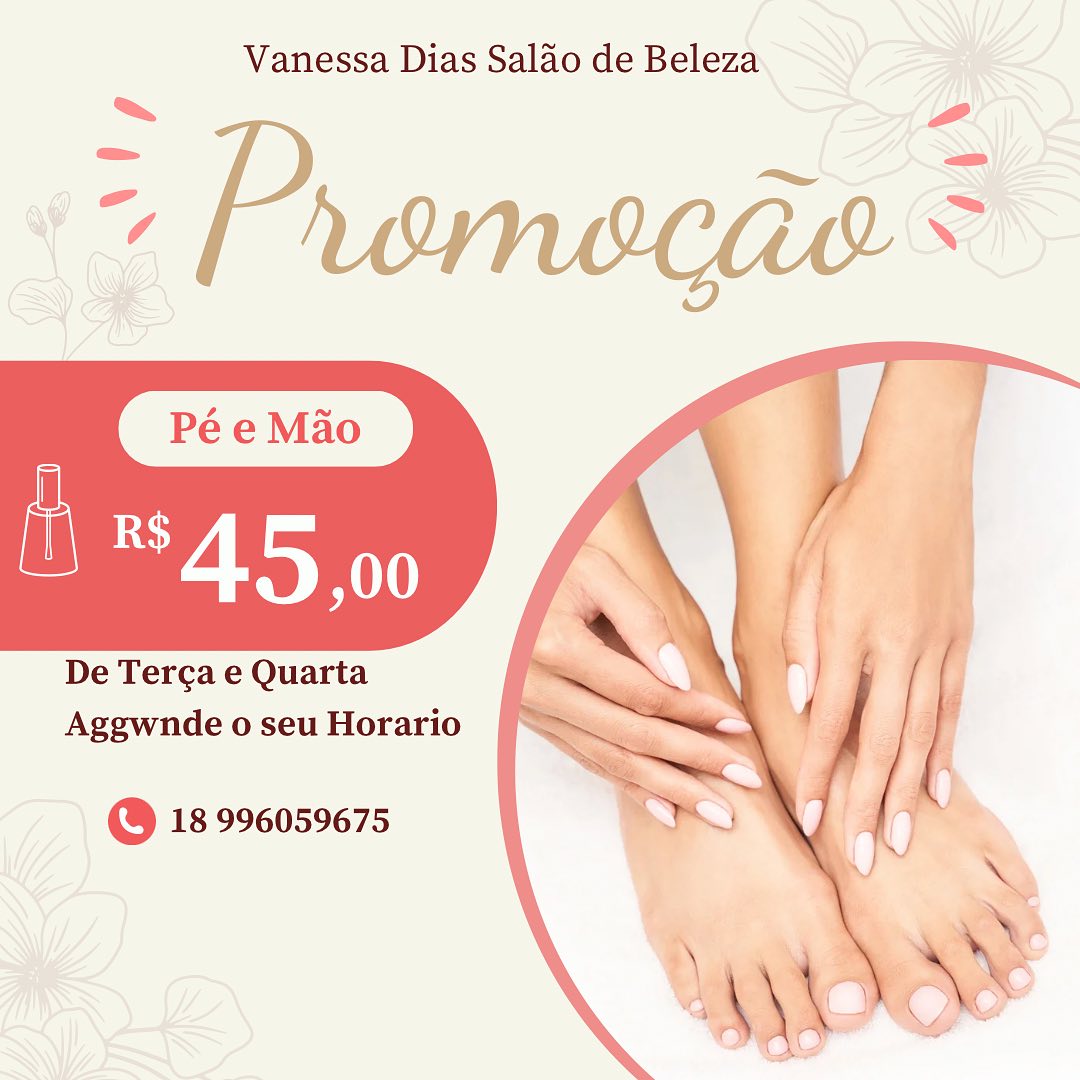 Vanessa Dias Salão de Beleza
Promoção
Pé e Mão
R$ 45,00
De Terça e Quarta
Aggwnde o seu Horario
18 996059675